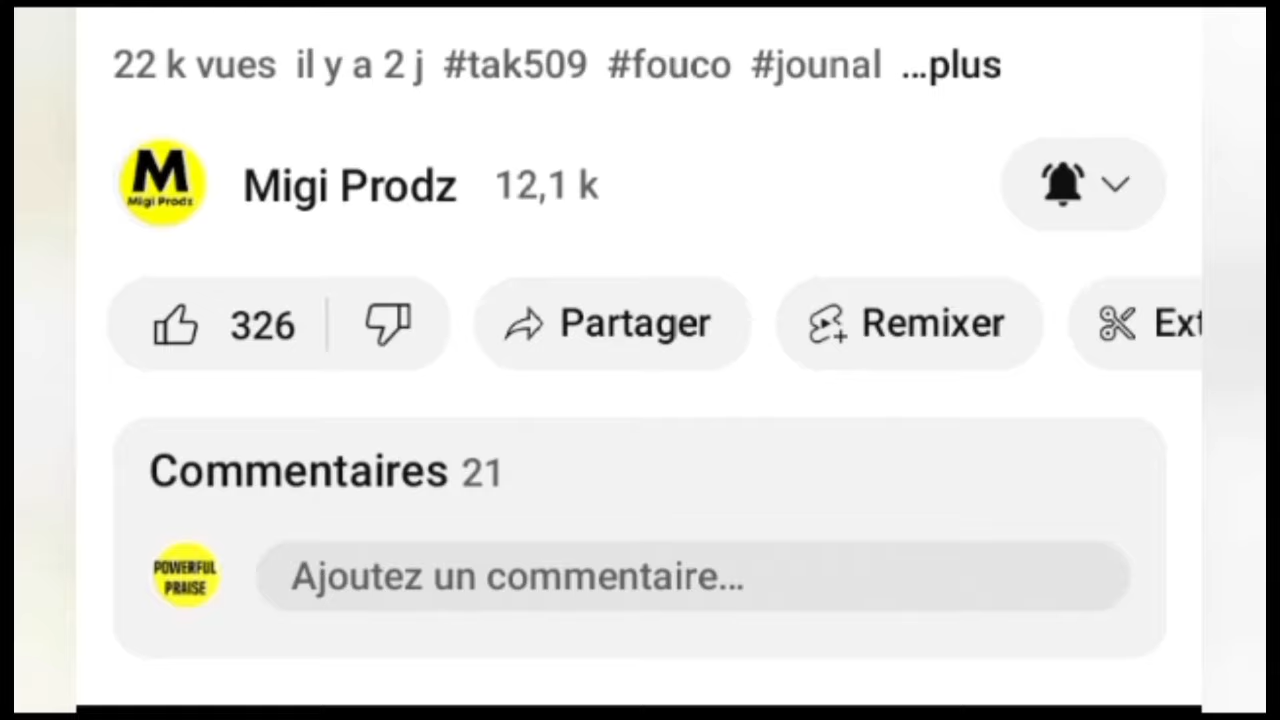 22 k vues il y a 2 j #tak509 #fouco #jounal ...plus
M
Migi Prodz
Migi Prodz 12,1 k
326 Partager Remixer Ext
Commentaires 21
POWERFUL
PRAISE
Ajoutez un commentaire...